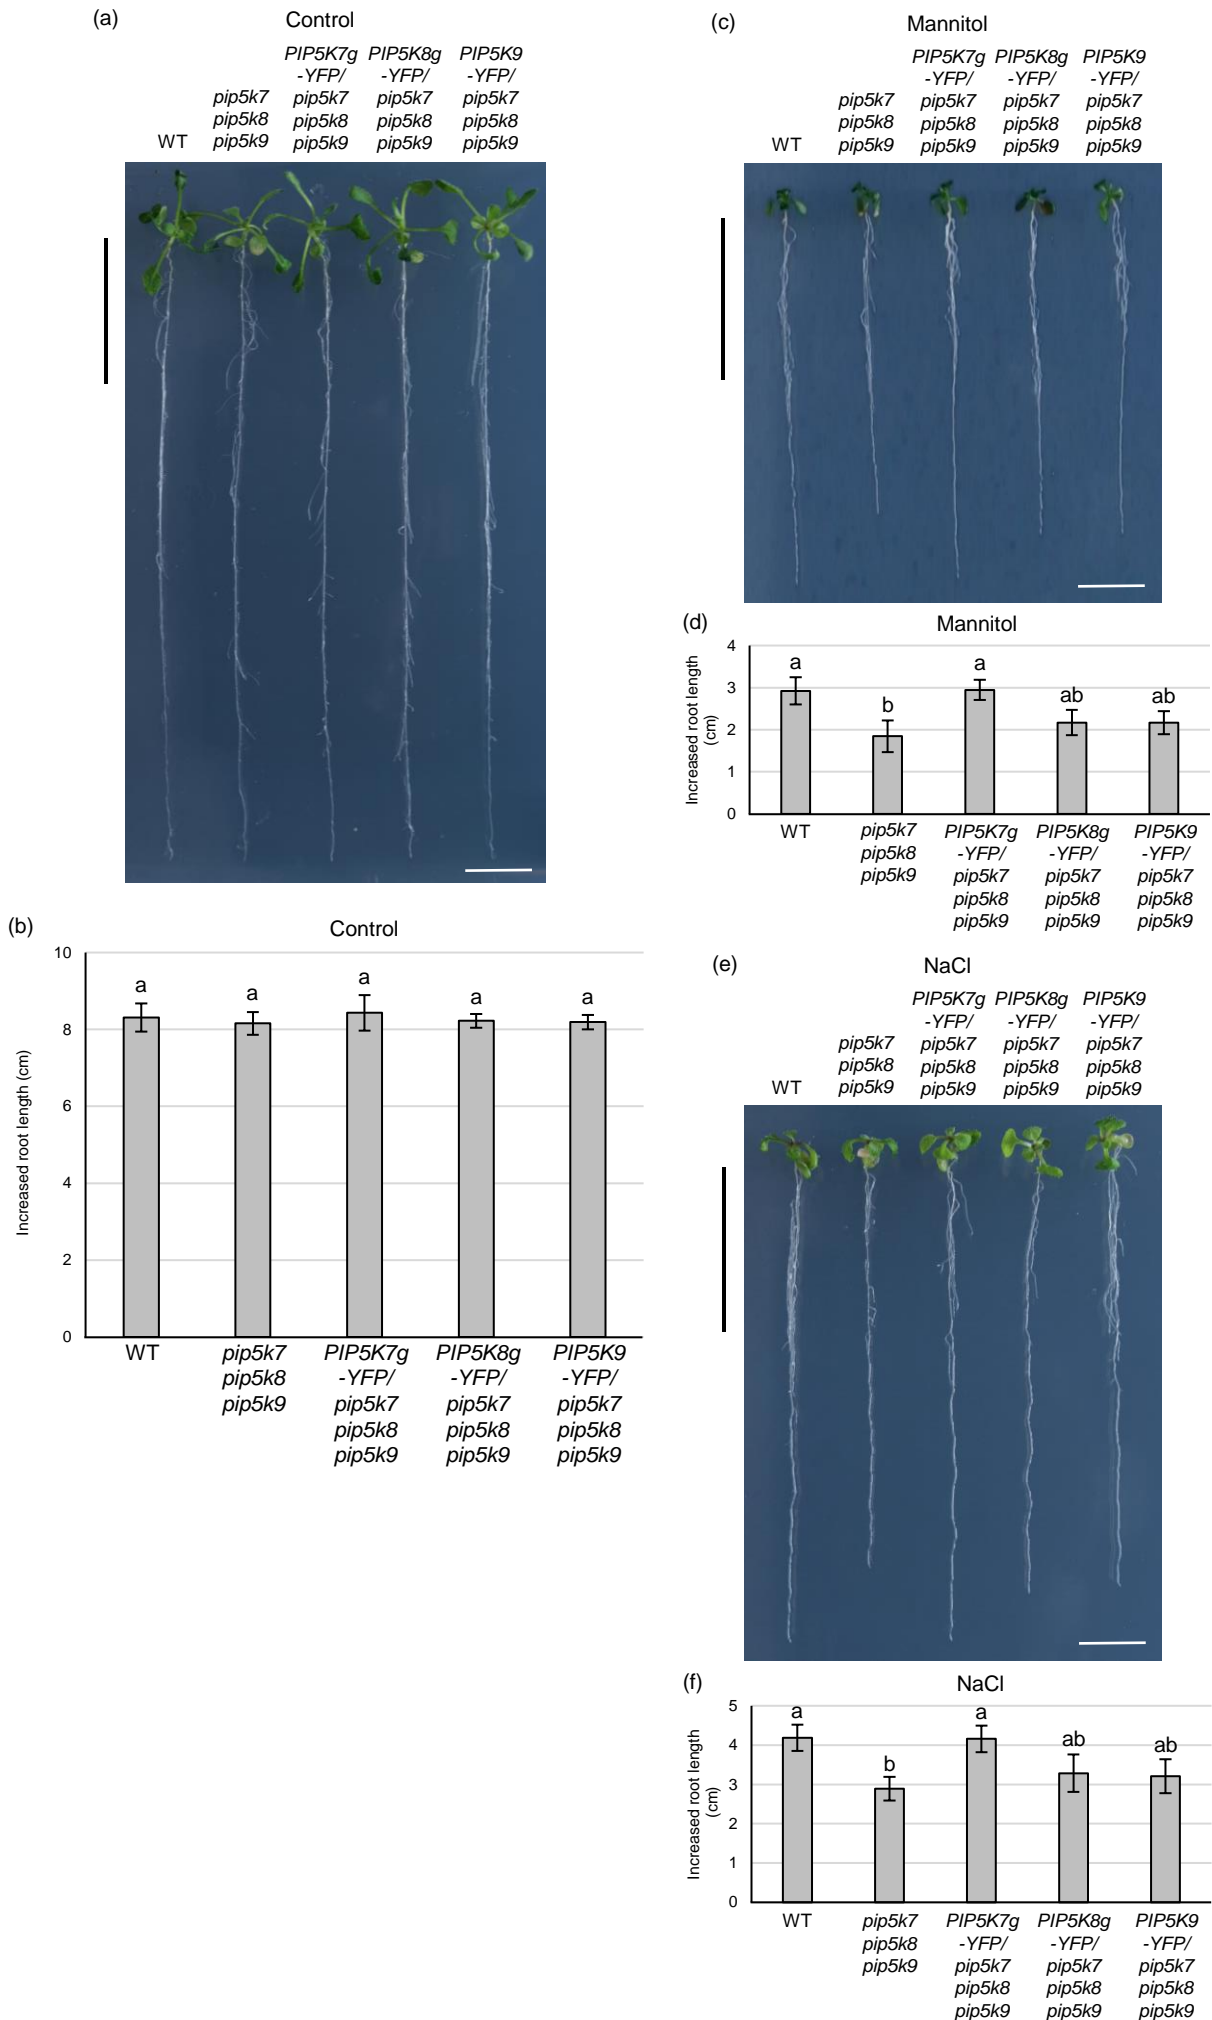 (a)
Control
PIP5K7g PIP5K8g PIP5K9
-YFP/ -YFP/ -YFP/
pip5k7 pip5k7 pip5k7 pip5k7
pip5k8 pip5k8 pip5k8 pip5k8
WT pip5k9 pip5k9 pip5k9 pip5k9
(b)
Control
Increased root length (cm)
10
8
6
4
2
0
a a a a a
WT pip5k7 PIP5K7g PIP5K8g PIP5K9
pip5k8 -YFP/ -YFP/ -YFP/
pip5k9 pip5k7 pip5k7 pip5k7
pip5k8 pip5k8 pip5k8
pip5k9 pip5k9 pip5k9
(c)
Mannitol
PIP5K7g PIP5K8g PIP5K9
-YFP/ -YFP/ -YFP/
pip5k7 pip5k7 pip5k7 pip5k7
pip5k8 pip5k8 pip5k8 pip5k8
WT pip5k9 pip5k9 pip5k9 pip5k9
(d)
Mannitol
Increased root length
(cm)
4
3
2
1
0
a b a ab ab
WT pip5k7 PIP5K7g PIP5K8g PIP5K9
pip5k8 -YFP/ -YFP/ -YFP/
pip5k9 pip5k7 pip5k7 pip5k7
pip5k8 pip5k8 pip5k8
pip5k9 pip5k9 pip5k9
(e)
NaCl
PIP5K7g PIP5K8g PIP5K9
-YFP/ -YFP/ -YFP/
pip5k7 pip5k7 pip5k7 pip5k7
pip5k8 pip5k8 pip5k8 pip5k8
WT pip5k9 pip5k9 pip5k9 pip5k9
(f)
NaCl
Increased root length
(cm)
5
4
3
2
1
0
a b a ab ab
WT pip5k7 PIP5K7g PIP5K8g PIP5K9
pip5k8 -YFP/ -YFP/ -YFP/
pip5k9 pip5k7 pip5k7 pip5k7
pip5k8 pip5k8 pip5k8
pip5k9 pip5k9 pip5k9